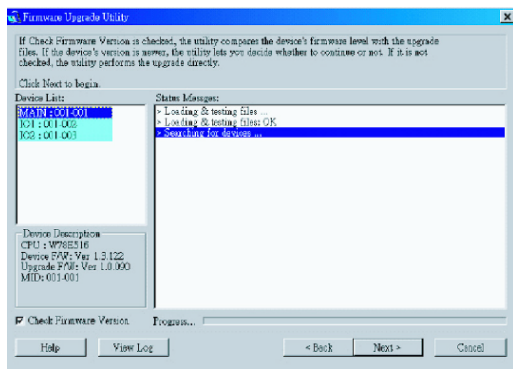 Firmware Upgrade Utility
If Check Firmware Version is checked, the utility compares the device's firmware level with the upgrade
files. If the device's version is newer, the utility lets you decide whether to continue or not. If it is not
checked, the utility performs the upgrade directly.
Click Next to begin.
Device List:
MAIN : 001-001
IO1 : 001-002
IO2 : 001-003
Status Messges:
> Loading & testing files ...
> Loading & testing files: OK
> Searching for devices ...
Device Description
CPU : W78E516
Device F/W: Ver 1.3.122
Upgrade F/W: Ver 1.0.090
MID: 001-001
Check Firmware Version
Progress...
Help
View Log
< Back
Next >
Cancel